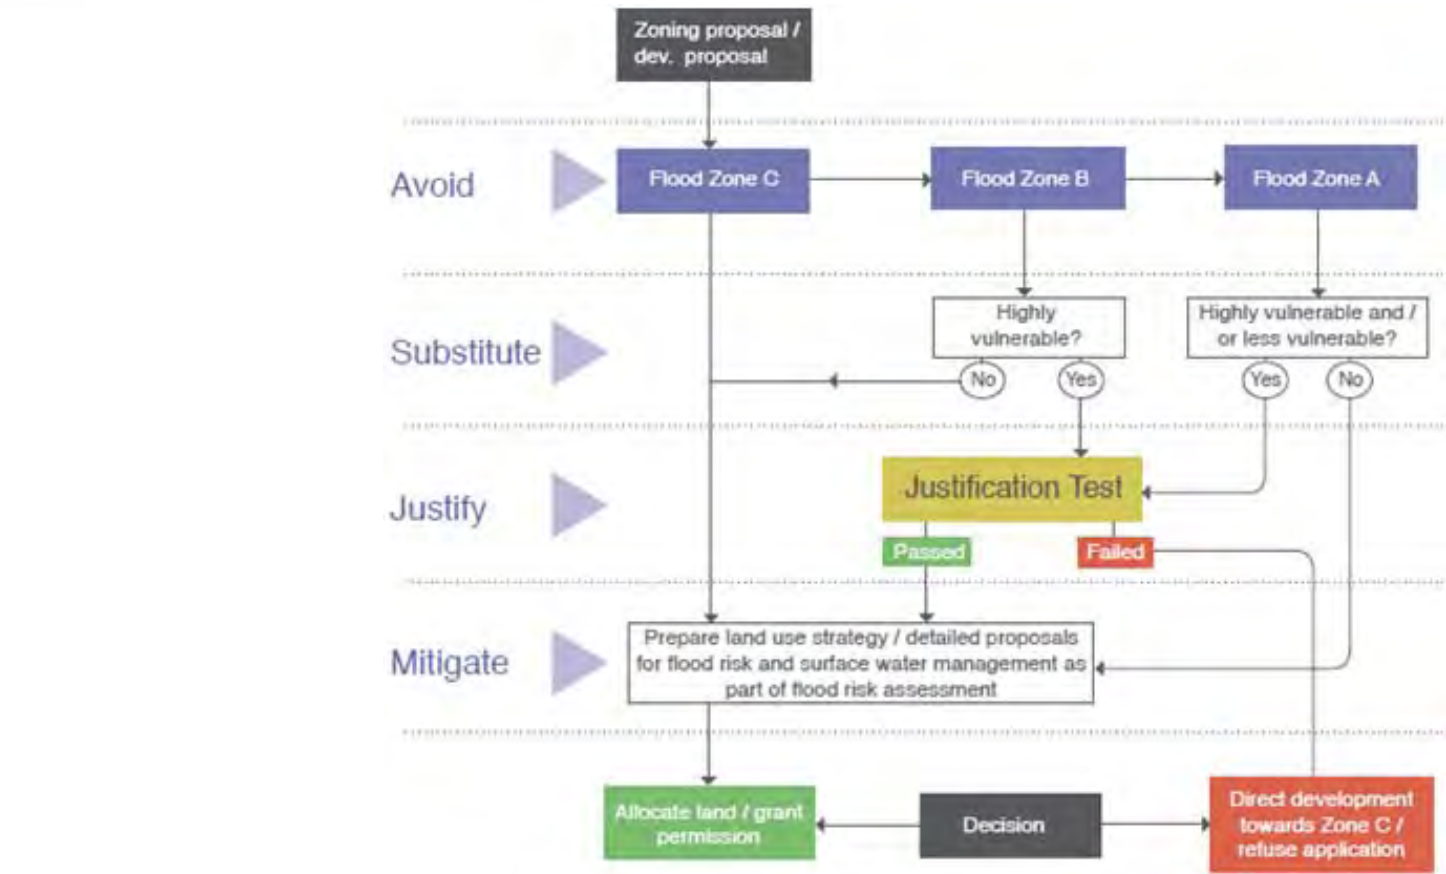 Zoning proposal /
dev. proposal
Avoid
Flood Zone C
Flood Zone B
Flood Zone A
Substitute
Highly
vulnerable?
Highly vulnerable and /
or less vulnerable?
No
Yes
Yes
No
Justify
Justification Test
Passed
Failed
Mitigate
Prepare land use strategy / detailed proposals
for flood risk and surface water management as
part of flood risk assessment
Allocate land / grant
permission
Decision
Direct development
towards Zone C /
refuse application